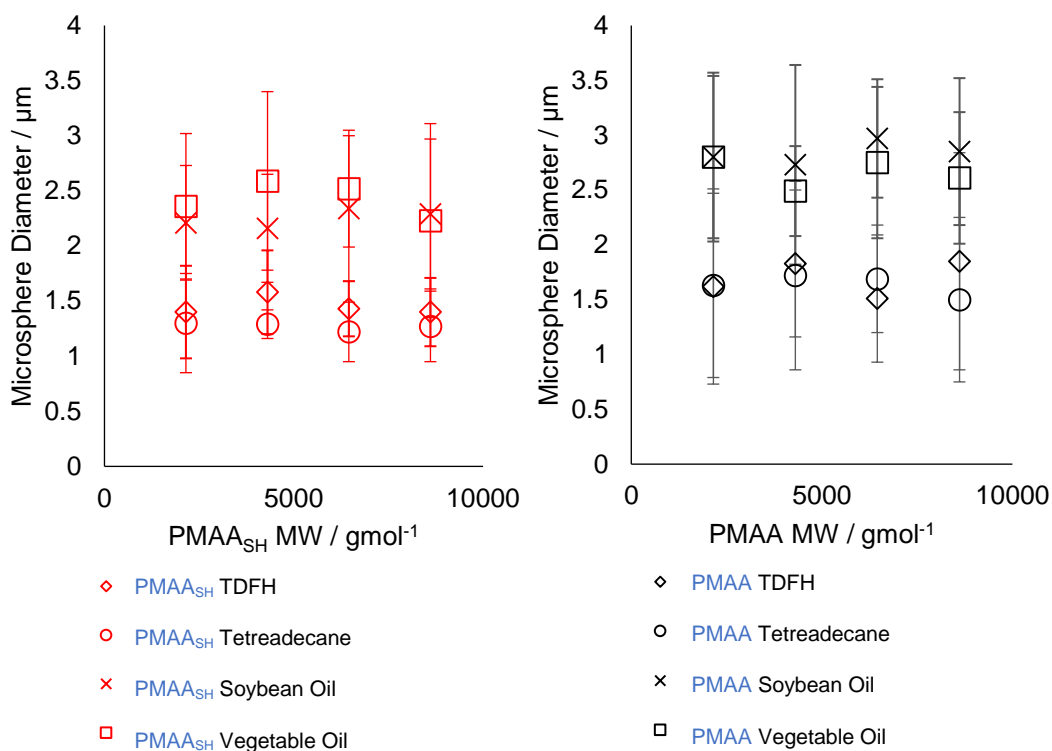 4
3.5
3
2.5
2
1.5
1
0.5
0
Microsphere Diameter / µm
0 5000 10000
PMAA_SH MW / gmol⁻¹
PMAA_SH TDFH
PMAA_SH Tetreadecane
PMAA_SH Soybean Oil
PMAA_SH Vegetable Oil
4
3.5
3
2.5
2
1.5
1
0.5
0
Microsphere Diameter / µm
0 5000 10000
PMAA MW / gmol⁻¹
PMAA TDFH
PMAA Tetreadecane
PMAA Soybean Oil
PMAA Vegetable Oil